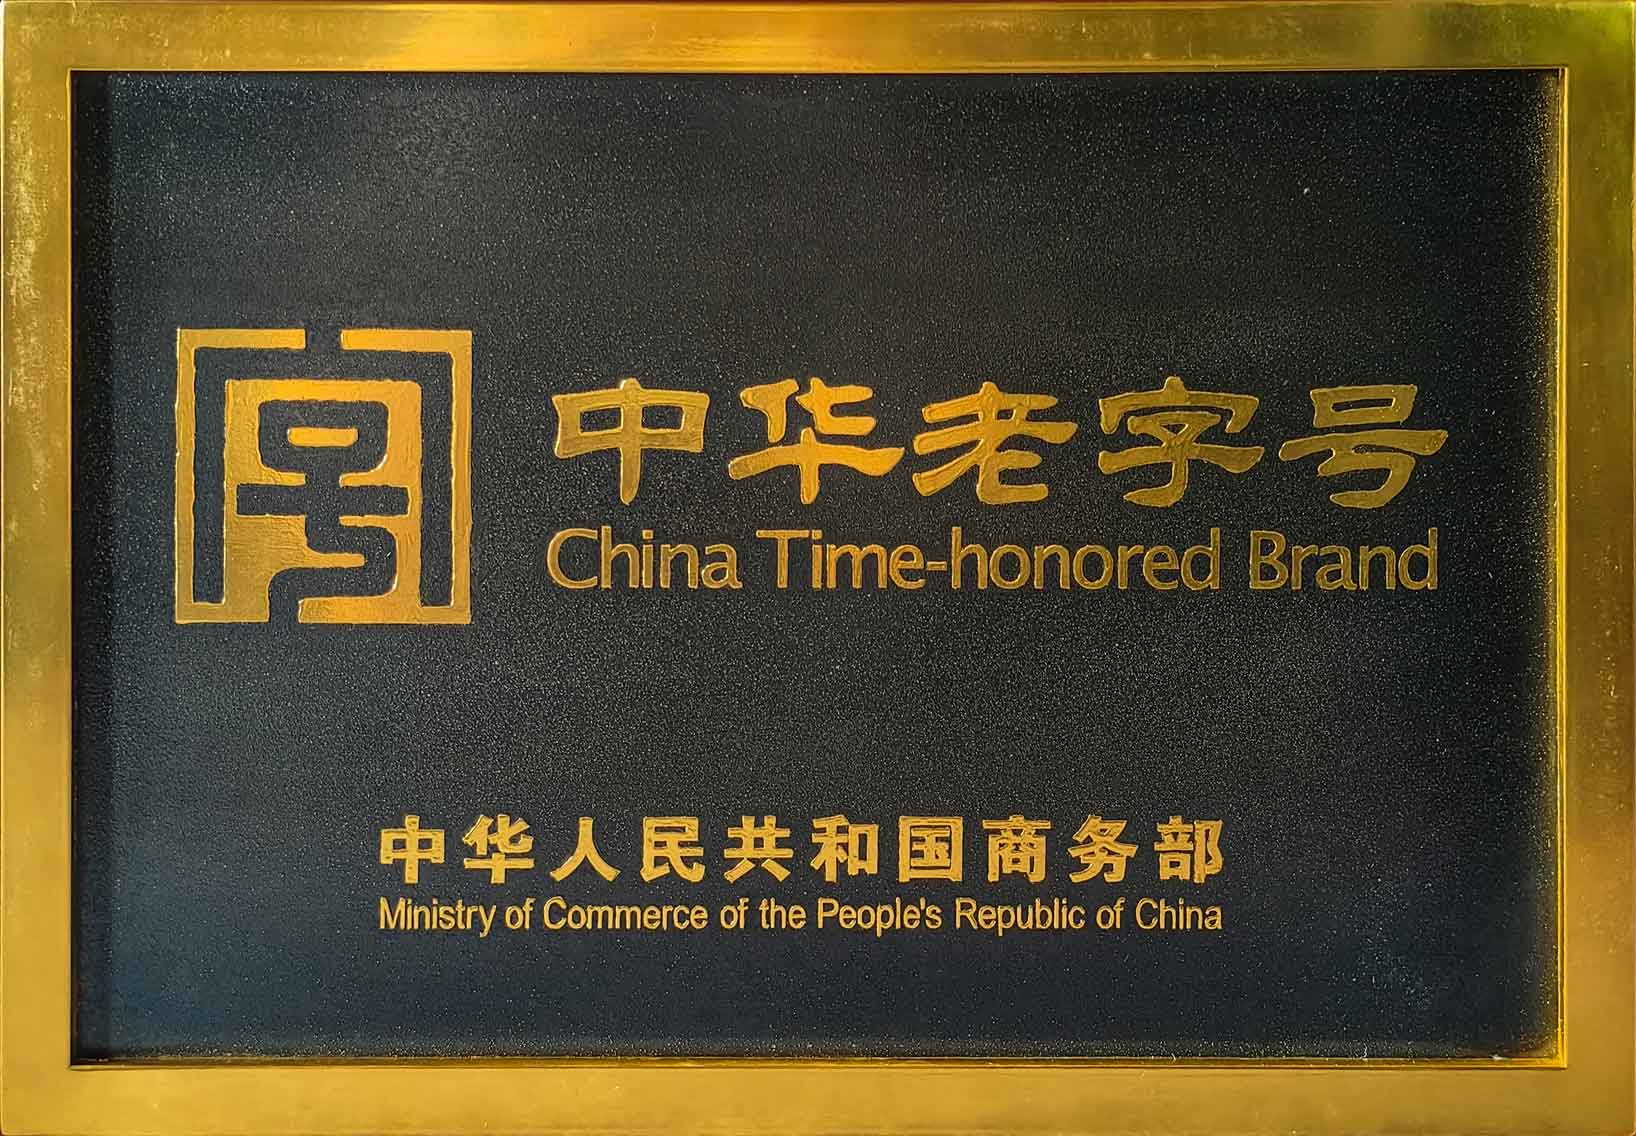 中华老字号
China Time-honored Brand
中华人民共和国商务部
Ministry of Commerce of the People's Republic of China